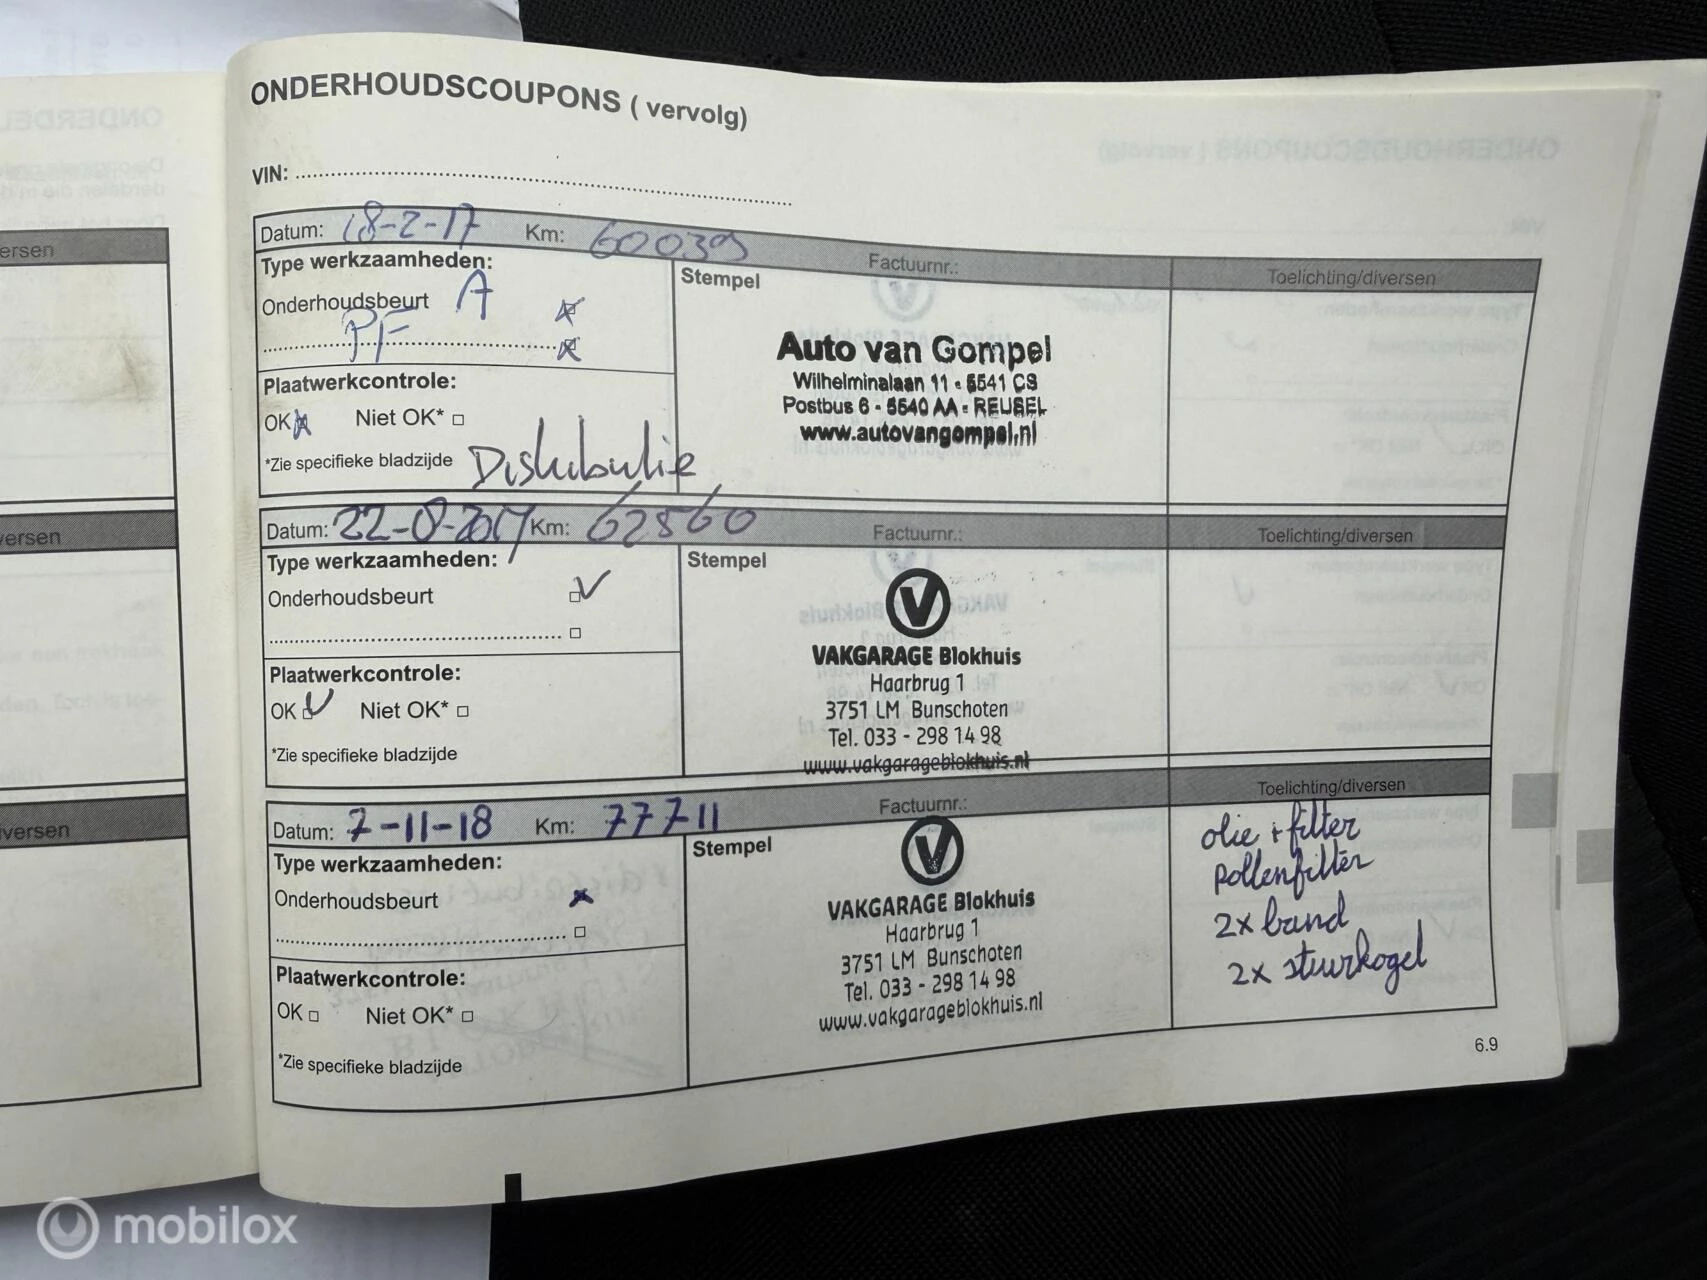 ONDERHOUDSCOUPONS ( vervolg)
VIN:
Datum: 18-2-17 Km: 60039 Factuurnr.: Toelichting/diversen
Type werkzaamheden:
Onderhoudsbeurt A
PF
Plaatwerkcontrole:
OK Niet OK*
*Zie specifieke bladzijde Distributie
Stempel
Auto van Gompel
Wilhelminalaan 11 - 5541 CS
Postbus 6 - 5540 AA - REUSEL
www.autovangompel.nl
Datum: 22-8-2017 Km: 62560 Factuurnr.: Toelichting/diversen
Type werkzaamheden:
Onderhoudsbeurt
Plaatwerkcontrole:
OK Niet OK*
*Zie specifieke bladzijde
Stempel
V
VAKGARAGE Blokhuis
Haarbrug 1
3751 LM Bunschoten
Tel. 033 - 298 14 98
www.vakgarageblokhuis.nl
Datum: 7-11-18 Km: 77711 Factuurnr.: Toelichting/diversen
Type werkzaamheden:
Onderhoudsbeurt
Plaatwerkcontrole:
OK Niet OK*
*Zie specifieke bladzijde
Stempel
V
VAKGARAGE Blokhuis
Haarbrug 1
3751 LM Bunschoten
Tel. 033 - 298 14 98
www.vakgarageblokhuis.nl
olie + filter
Pollenfilter
2x band
2x stuurkogel
6.9
ersen
versen
iversen
mobilox